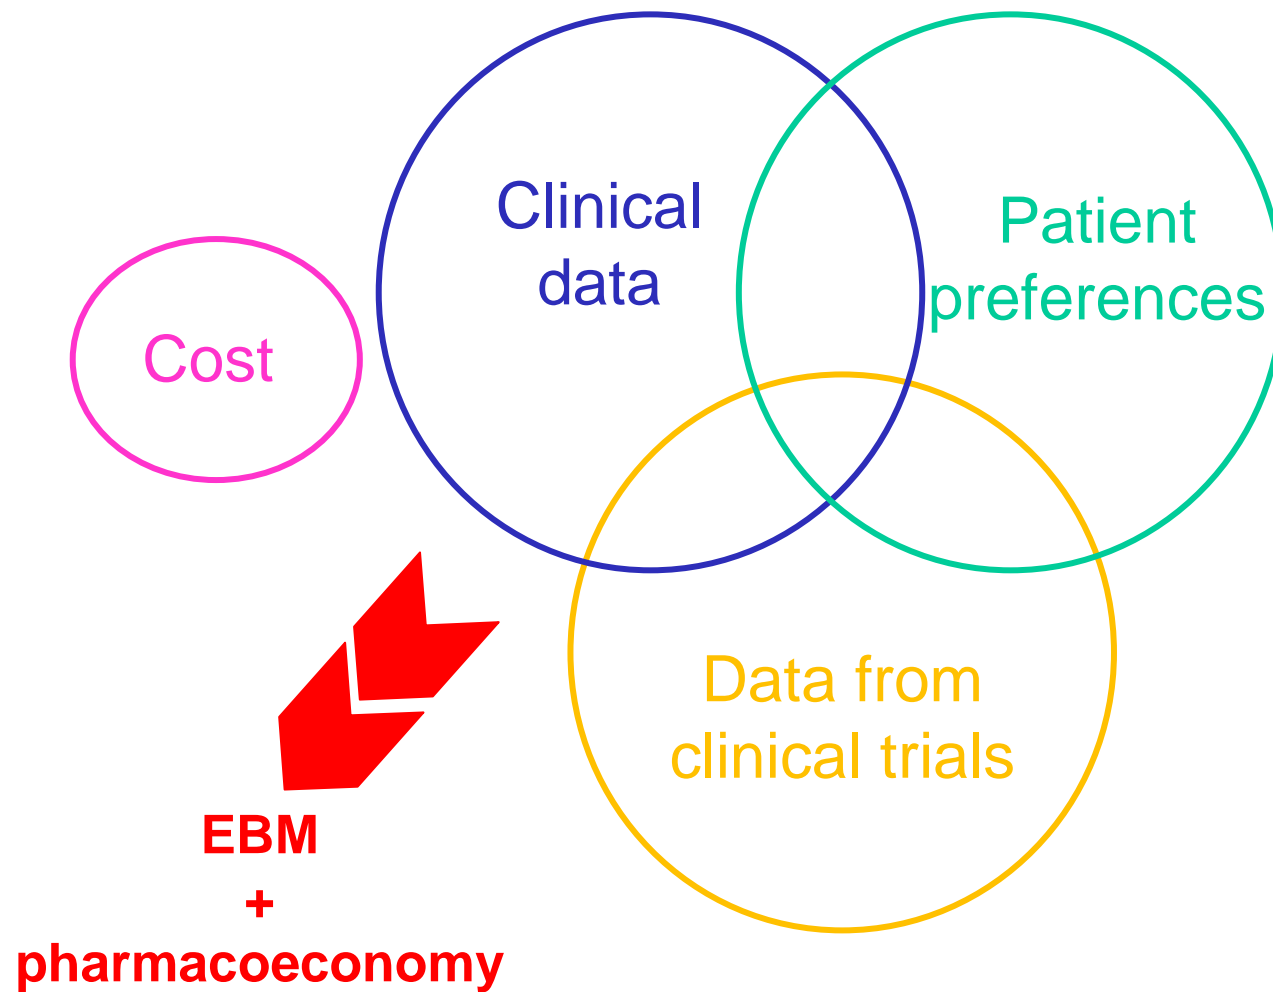 Clinical
data
Patient
preferences
Cost
Data from
clinical trials
EBM
+
pharmacoeconomy